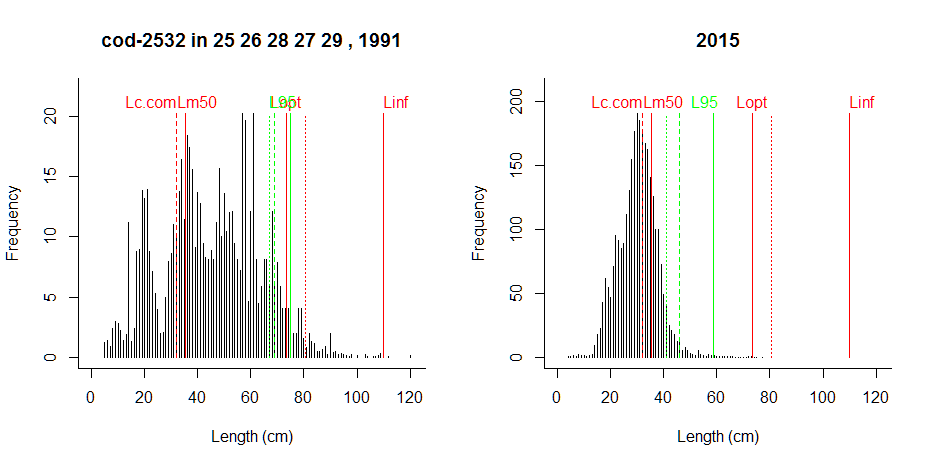 cod-2532 in 25 26 28 27 29 , 1991
Lc.com Lm50 L95 Lopt Linf
20
15
10
5
0
Frequency
0 20 40 60 80 100 120
Length (cm)
2015
Lc.com Lm50 L95 Lopt Linf
200
150
100
50
0
Frequency
0 20 40 60 80 100 120
Length (cm)